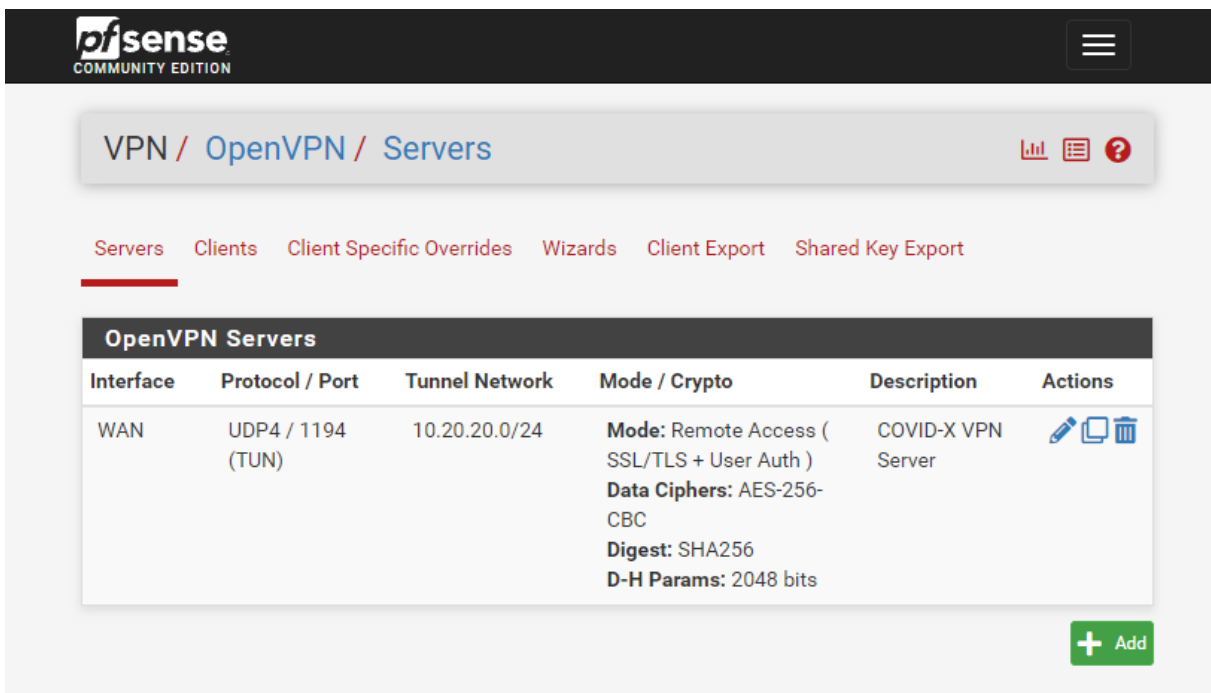 pfsense
COMMUNITY EDITION
VPN / OpenVPN / Servers
Servers Clients Client Specific Overrides Wizards Client Export Shared Key Export
OpenVPN Servers
Interface Protocol / Port Tunnel Network Mode / Crypto Description Actions
WAN UDP4 / 1194 10.20.20.0/24 Mode: Remote Access ( COVID-X VPN
(TUN) SSL/TLS + User Auth ) Server
Data Ciphers: AES-256-
CBC
Digest: SHA256
D-H Params: 2048 bits
Add